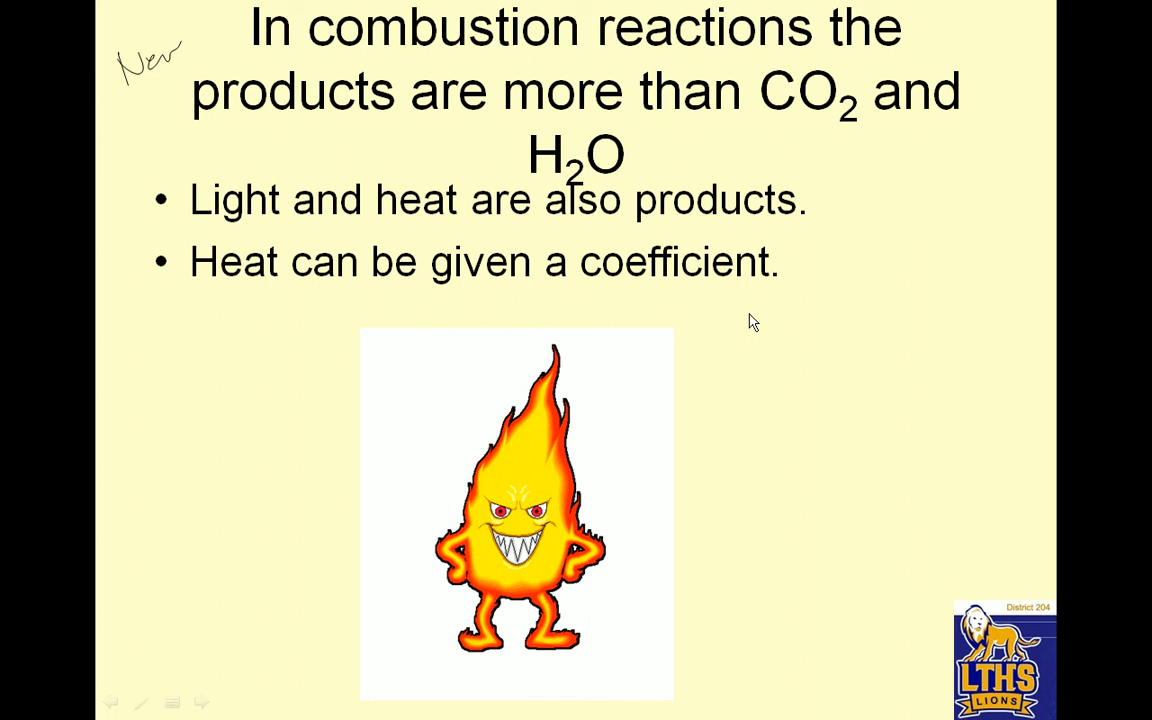 New
In combustion reactions the
products are more than CO₂ and
H₂O
• Light and heat are also products.
• Heat can be given a coefficient.
District 204
LTHS
LIONS